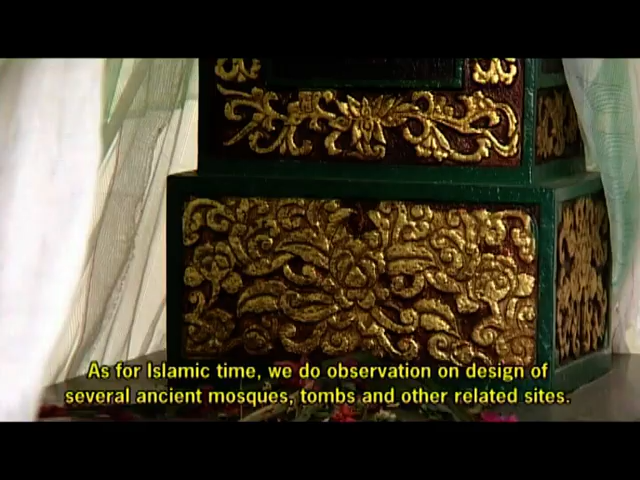 As for Islamic time, we do observation on design of
several ancient mosques, tombs and other related sites.